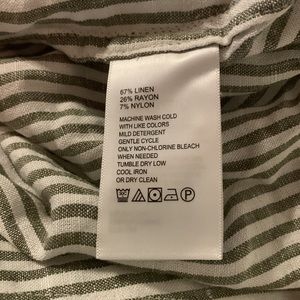 67% LINEN
26% RAYON
7% NYLON
MACHINE WASH COLD
WITH LIKE COLORS
MILD DETERGENT
GENTLE CYCLE
ONLY NON-CHLORINE BLEACH
WHEN NEEDED
TUMBLE DRY LOW
COOL IRON
OR DRY CLEAN
P